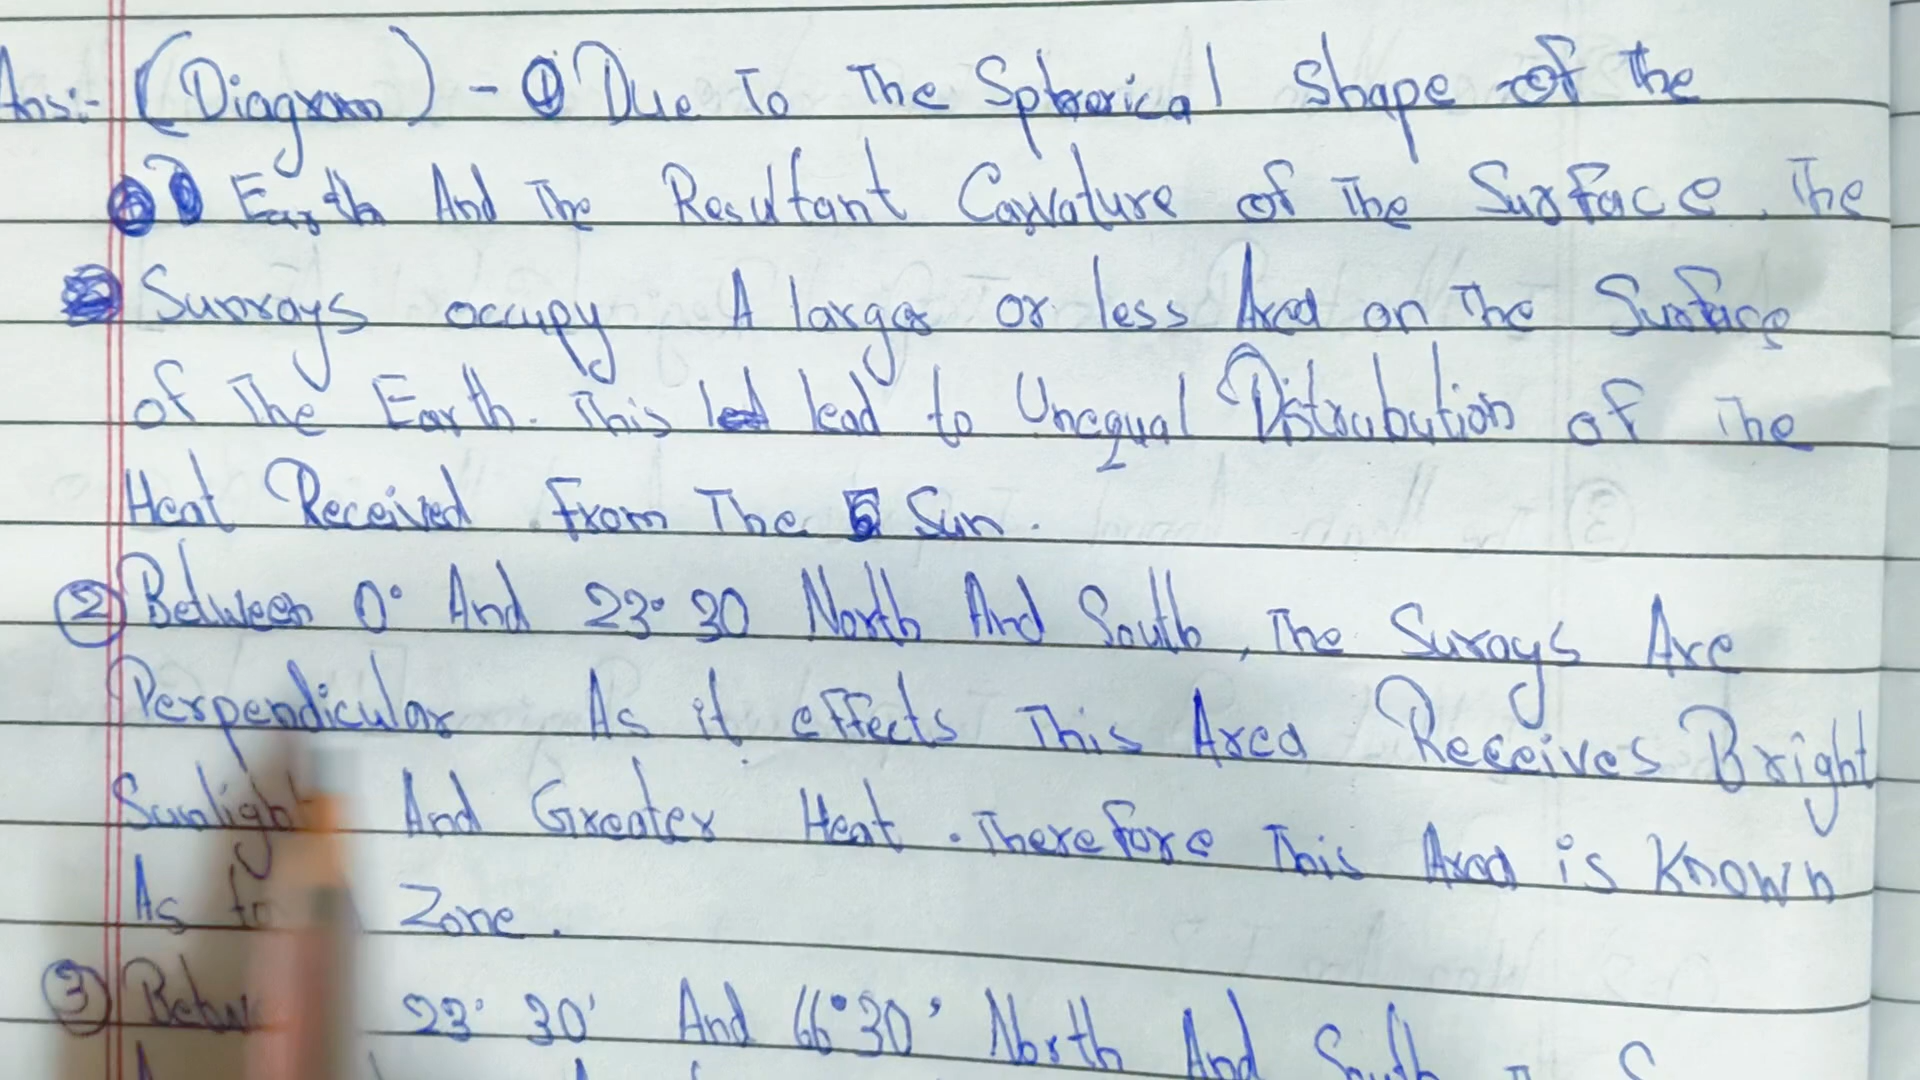 Ans:- (Diagram) - ① Due To The Spherical Shape of the
Earth And The Resultant Curvature of The Surface, The
Sunrays occupy A larger or less Area on The Surface
of The Earth. This lead to Unequal Distrubution of The
Heat Received From The Sun.
② Between 0° And 23° 30 North And South, The Surays Are
Perpendicular As it effects This Area Receives Bright
Sunlight And Greater Heat. Therefore This Area is Known
As Zone.
③ 23° 30' And 66°30' North And South